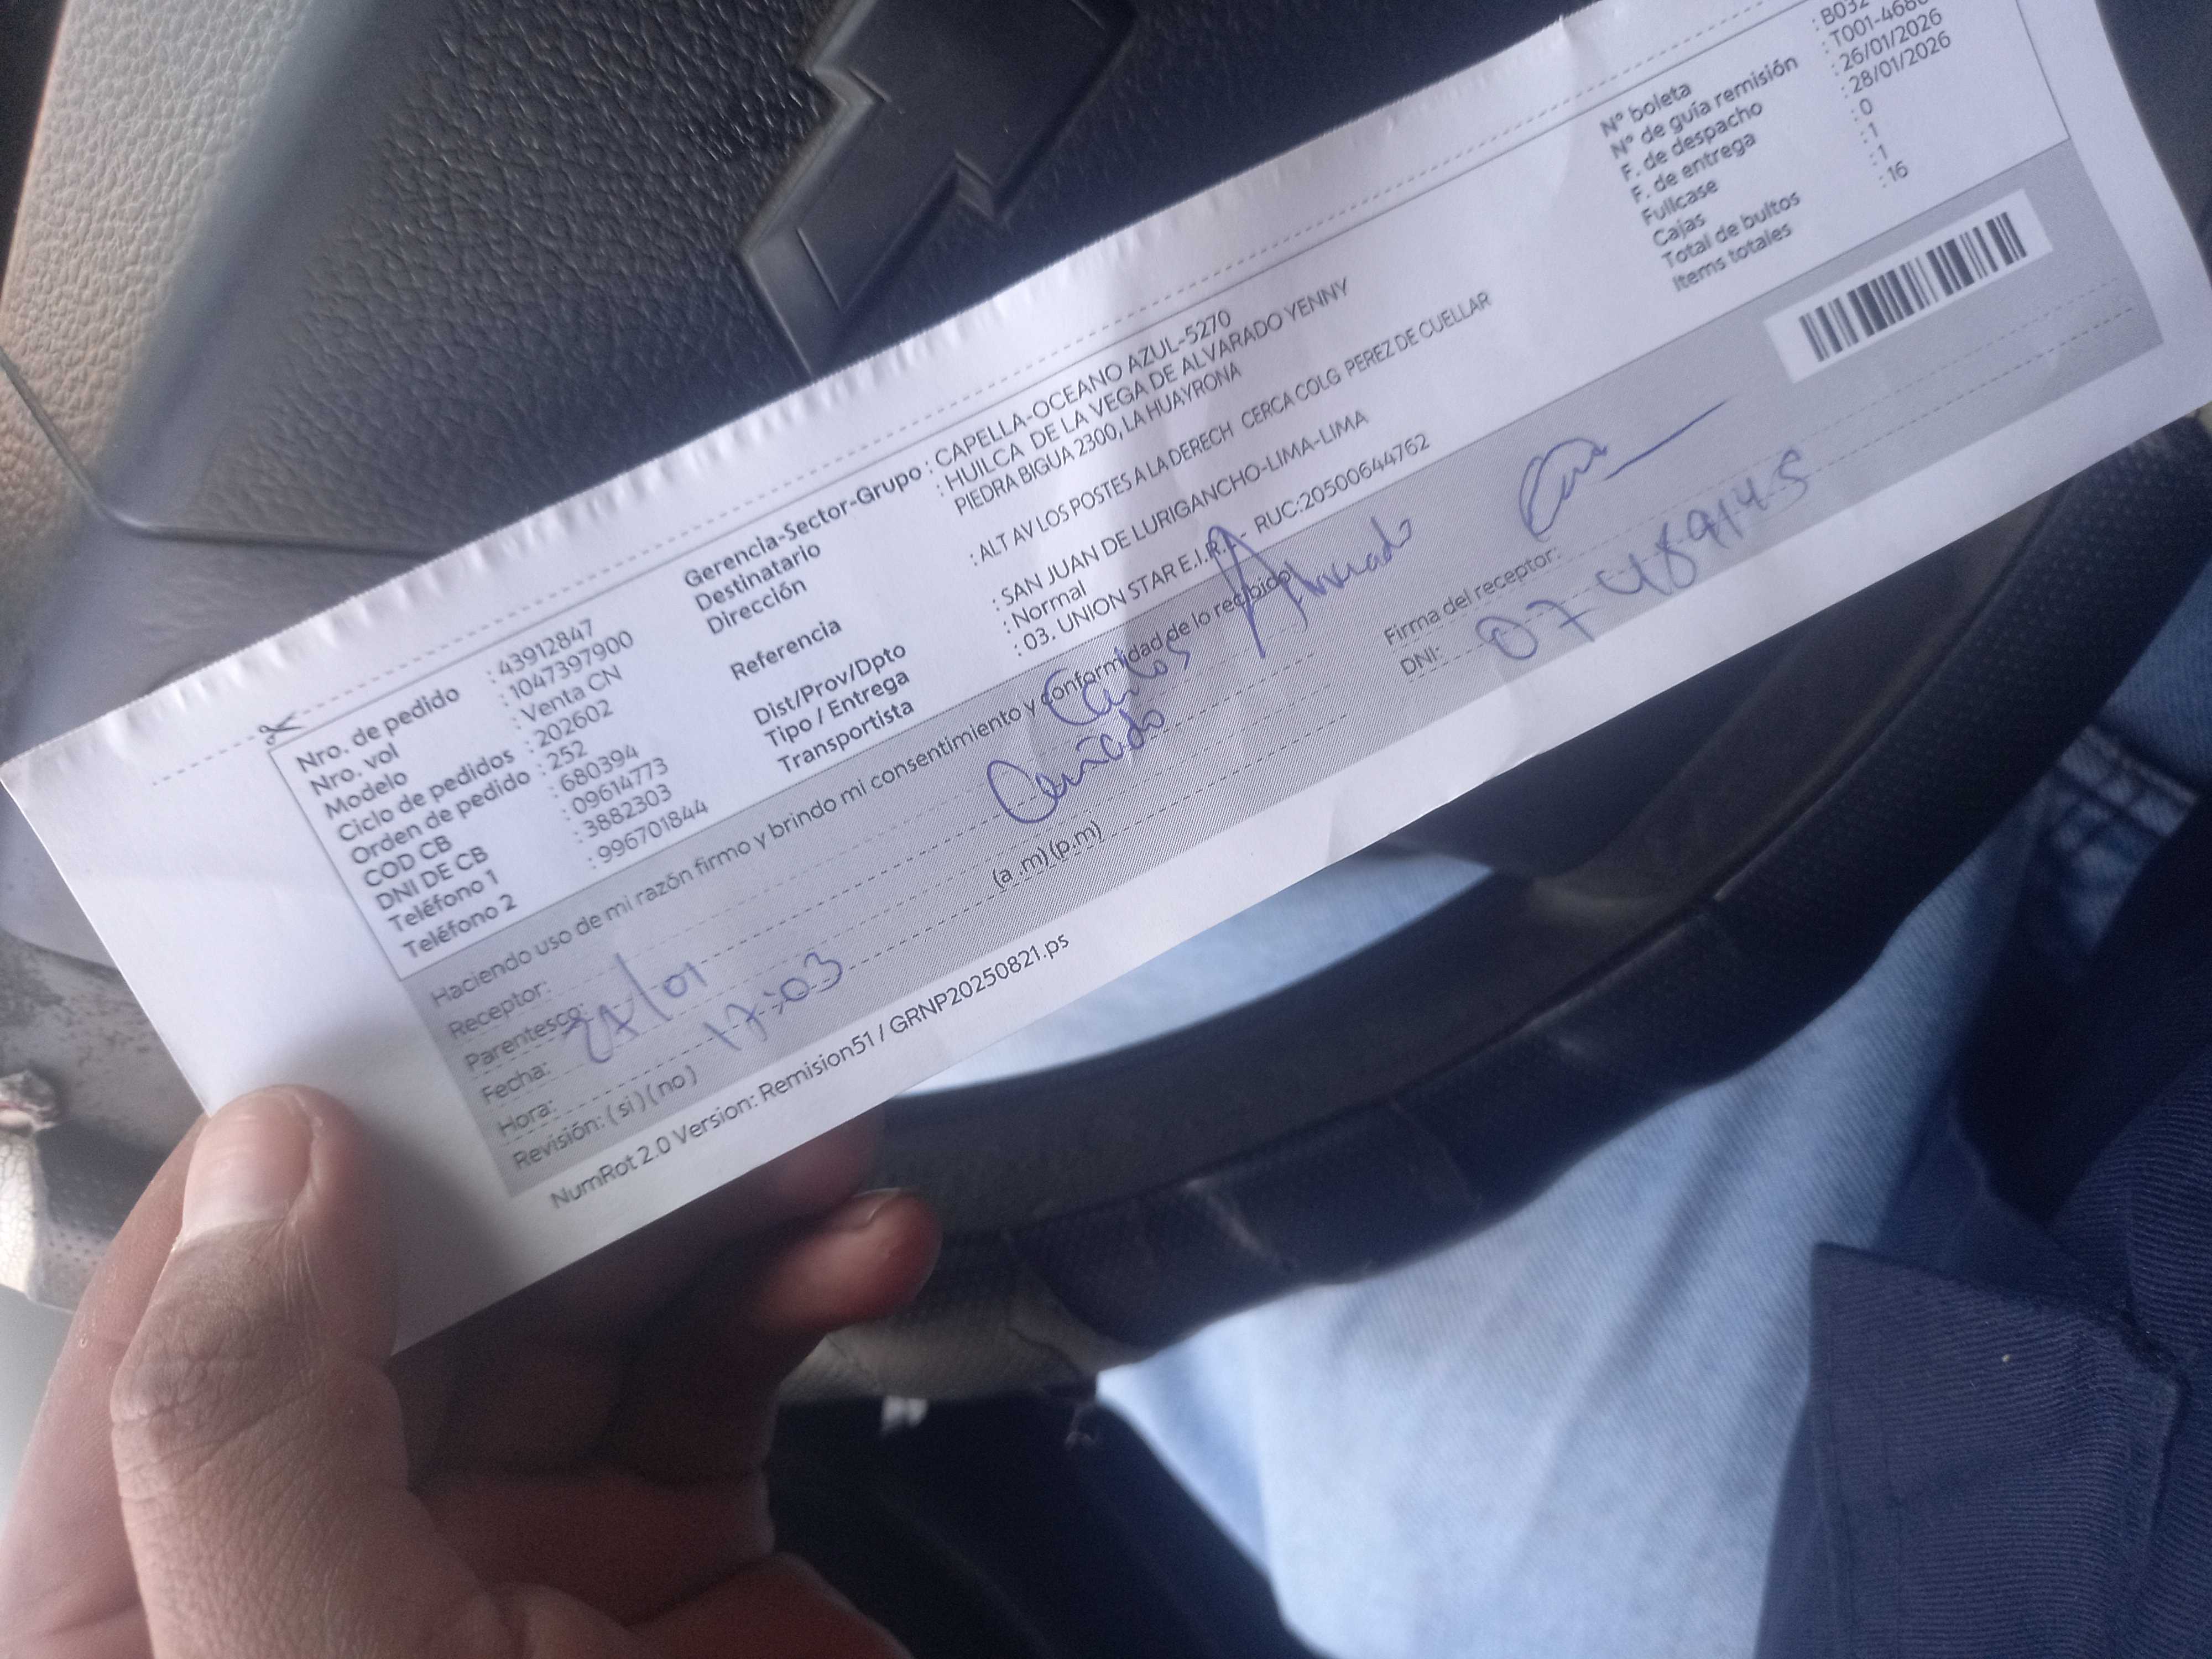 Nro. de pedido : 43912847
Nro. vol : 1047397900
Modelo : Venta CN
Ciclo de pedidos : 202602
Orden de pedido : 252
COD CB : 680394
DNI DE CB : 09614773
Teléfono 1 : 3882303
Teléfono 2 : 996701844
Gerencia-Sector-Grupo : CAPELLA-OCEANO AZUL-5270
Destinatario : HUILCA DE LA VEGA DE ALVARADO YENNY
Dirección PIEDRA BIGUA 2300, LA HUAYRONA
Referencia : ALT AV LOS POSTES A LA DERECH CERCA COLG PEREZ DE CUELLAR
Dist/Prov/Dpto : SAN JUAN DE LURIGANCHO-LIMA-LIMA
Tipo / Entrega : Normal
Transportista : 03. UNION STAR E.I.R.L - RUC:20500644762
N° boleta : B032
N° de guía remisión : T001-468
F. de despacho : 26/01/2026
F. de entrega : 28/01/2026
Fullcase : 0
Cajas : 1
Total de bultos : 1
Items totales : 16
Haciendo uso de mi razón firmo y brindo mi consentimiento y conformidad de lo recibido
Receptor: Carlos Alvarado
Parentesco:
Fecha: /01
Hora: 17:03 (a .m) (p.m)
Revisión: ( si ) ( no )
Firma del receptor:
DNI: 07489145
NumRot 2.0 Version: Remision51 / GRNP20250821.ps